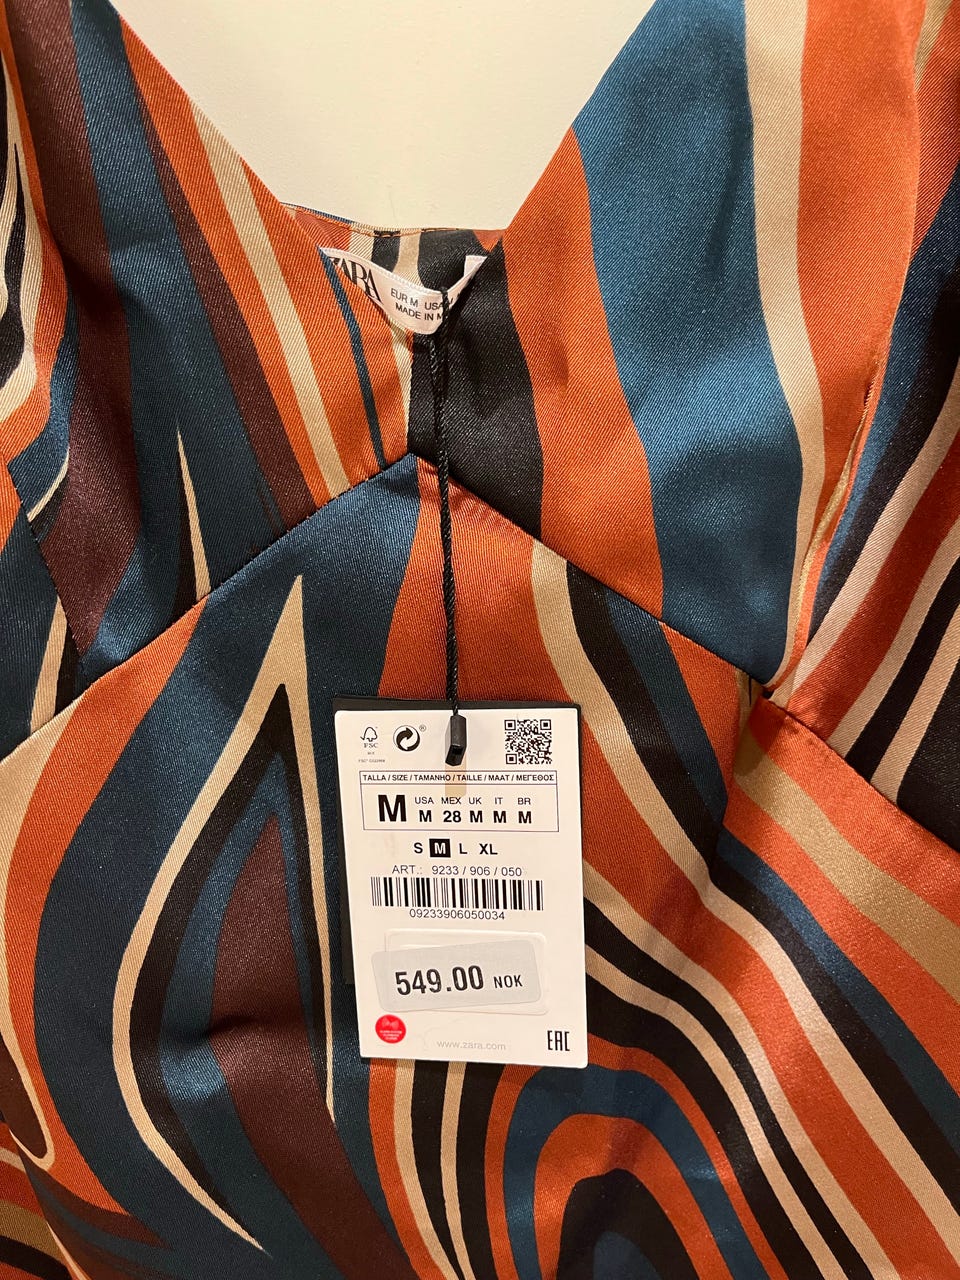 ZARA
EUR M USA
MADE IN M
FSC
®
TALLA / SIZE / TAMANHO / TAILLE / MAAT / ΜΕΓΕΘΟΣ
M USA MEX UK IT BR
M 28 M M M
S M L XL
ART.: 9233 / 906 / 050
09233906050034
549.00 NOK
www.zara.com
EAC